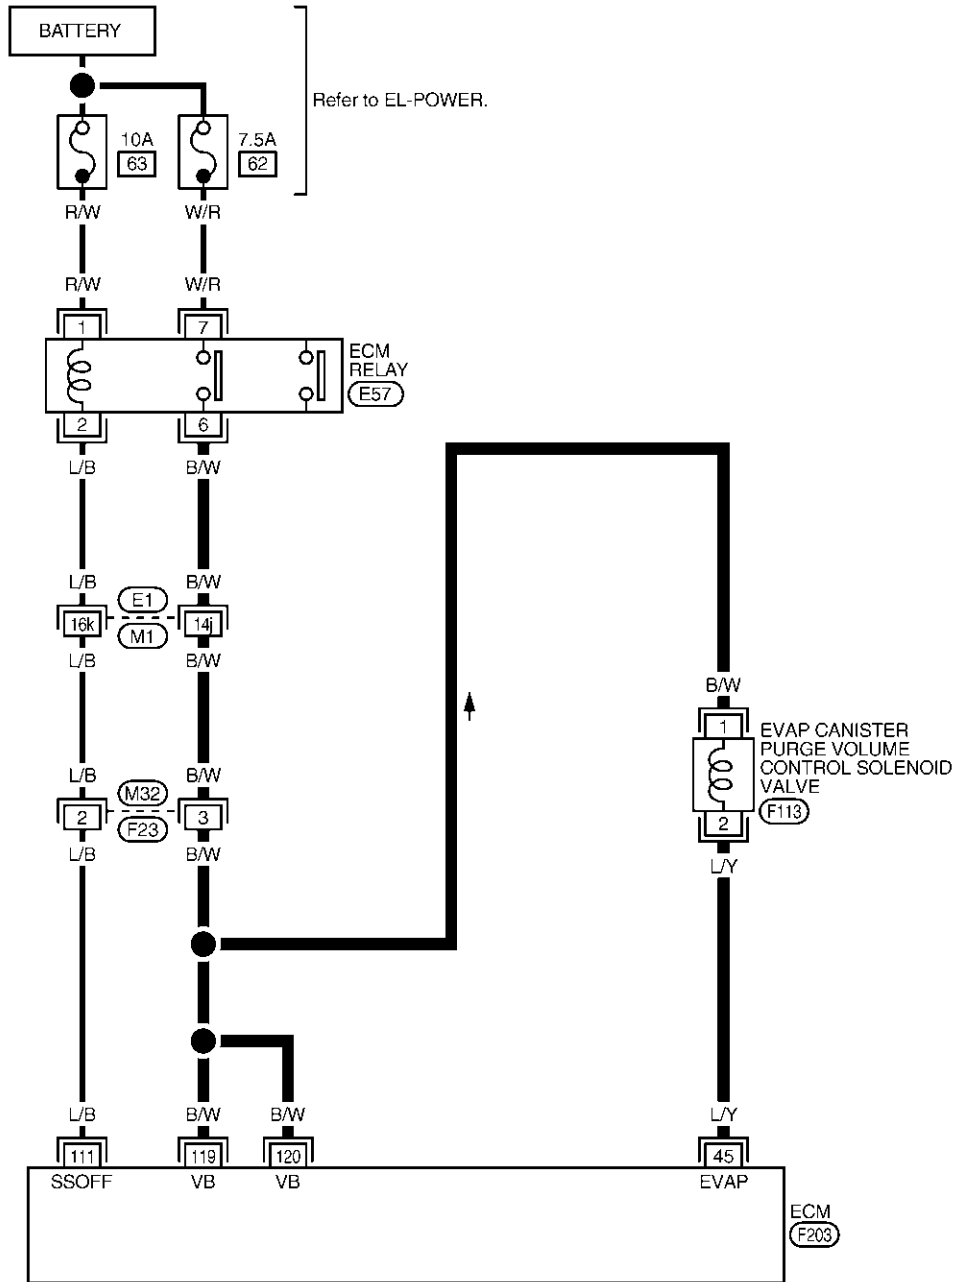 BATTERY
Refer to EL-POWER.
10A
63
7.5A
62
R/W
W/R
R/W
W/R
1
7
ECM
RELAY
E57
2
6
L/B
B/W
L/B
B/W
E1
16k
14j
M1
L/B
B/W
B/W
1
EVAP CANISTER
PURGE VOLUME
CONTROL SOLENOID
VALVE
F113
2
L/Y
L/B
B/W
M32
2
3
F23
L/B
B/W
L/B
B/W
B/W
L/Y
111
119
120
45
SSOFF
VB
VB
EVAP
ECM
F203